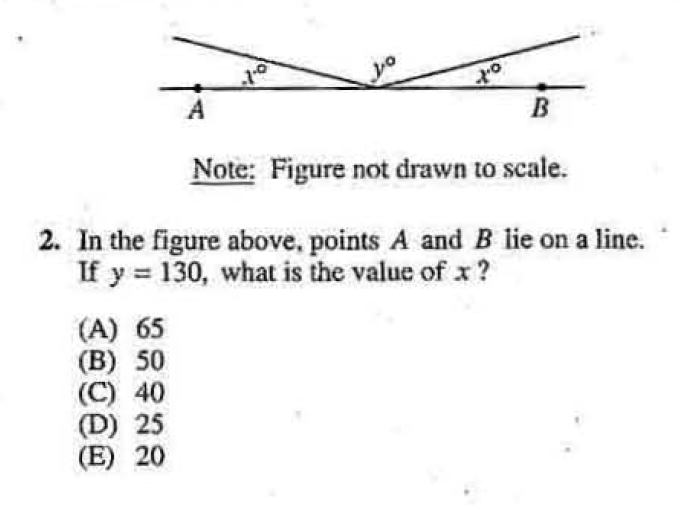 x° y° x°
A B
Note: Figure not drawn to scale.
2. In the figure above, points A and B lie on a line.
If y = 130, what is the value of x ?
(A) 65
(B) 50
(C) 40
(D) 25
(E) 20